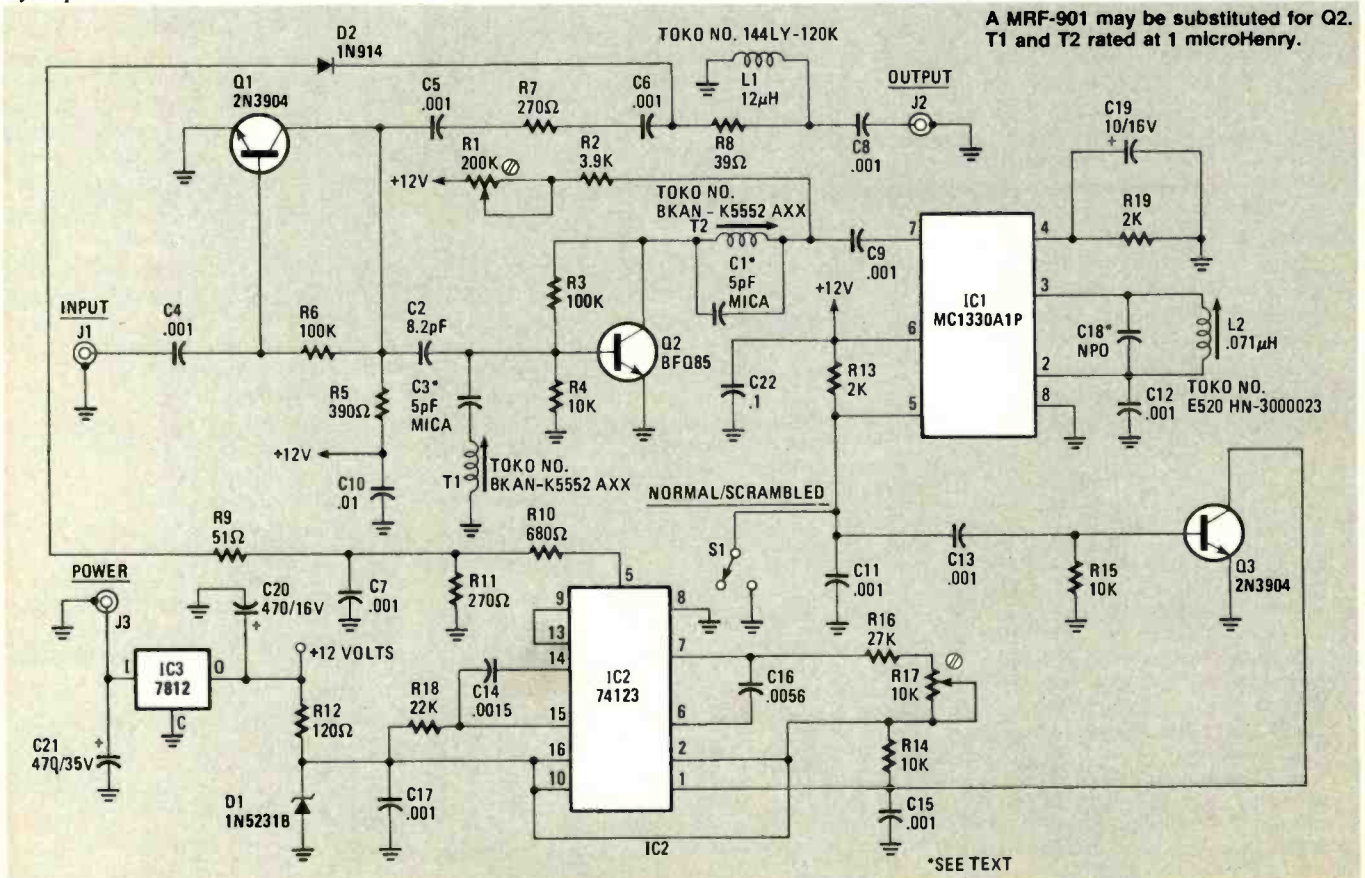 A MRF-901 may be substituted for Q2.
T1 and T2 rated at 1 microHenry.
D2
1N914
TOKO NO. 144LY-120K
Q1
2N3904
C5
.001
R7
270Ω
C6
.001
L1
12µH
OUTPUT
J2
C19
10/16V
+
R1
200K
R2
3.9K
R8
39Ω
C8
.001
+12V
TOKO NO.
BKAN-K5552 AXX
T2
R19
2K
C9
.001
7
4
R3
100K
C1*
5pF
MICA
+12V
IC1
MC1330A1P
3
INPUT
J1
C4
.001
R6
100K
C2
8.2pF
Q2
BFQ85
6
C18*
NPO
L2
.071µH
R5
390Ω
C3*
5pF
MICA
R4
10K
C22
.1
R13
2K
5
2
8
C12
.001
TOKO NO.
E520 HN-3000023
+12V
C10
.01
T1
TOKO NO.
BKAN-K5552 AXX
NORMAL/SCRAMBLED
R9
51Ω
R10
680Ω
S1
C13
.001
Q3
2N3904
POWER
J3
C20
470/16V
+
C7
.001
R11
270Ω
5
C11
.001
R15
10K
9
8
13
7
R16
27K
+12 VOLTS
14
IC2
74123
I
IC3
7812
O
C
R18
22K
C14
.0015
C16
.0056
R17
10K
15
6
R12
120Ω
16
2
R14
10K
C21
470/35V
+
10
1
D1
1N5231B
C17
.001
C15
.001
IC2
*SEE TEXT